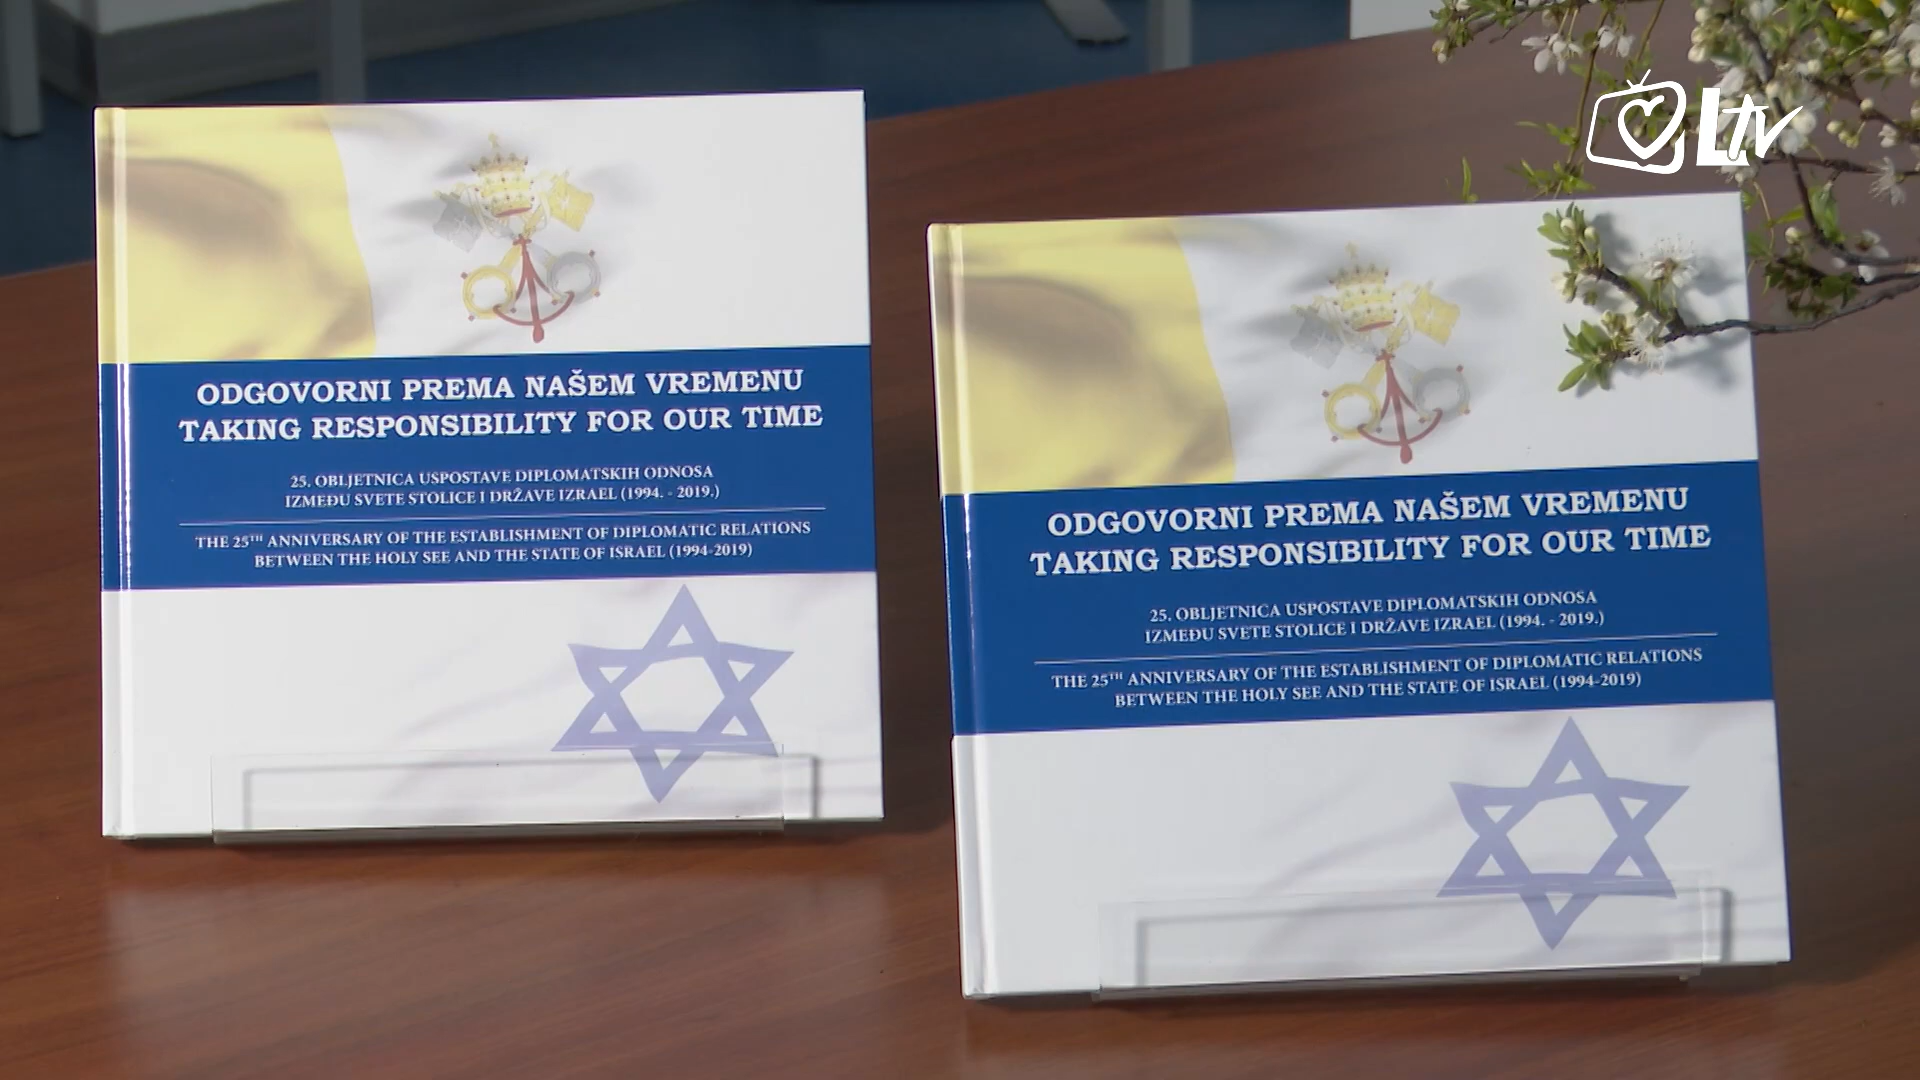 LTV
ODGOVORNI PREMA NAŠEM VREMENU
TAKING RESPONSIBILITY FOR OUR TIME
25. OBLJETNICA USPOSTAVE DIPLOMATSKIH ODNOSA
IZMEĐU SVETE STOLICE I DRŽAVE IZRAEL (1994. - 2019.)
THE 25TH ANNIVERSARY OF THE ESTABLISHMENT OF DIPLOMATIC RELATIONS
BETWEEN THE HOLY SEE AND THE STATE OF ISRAEL (1994-2019)
ODGOVORNI PREMA NAŠEM VREMENU
TAKING RESPONSIBILITY FOR OUR TIME
25. OBLJETNICA USPOSTAVE DIPLOMATSKIH ODNOSA
IZMEĐU SVETE STOLICE I DRŽAVE IZRAEL (1994. - 2019.)
THE 25TH ANNIVERSARY OF THE ESTABLISHMENT OF DIPLOMATIC RELATIONS
BETWEEN THE HOLY SEE AND THE STATE OF ISRAEL (1994-2019)